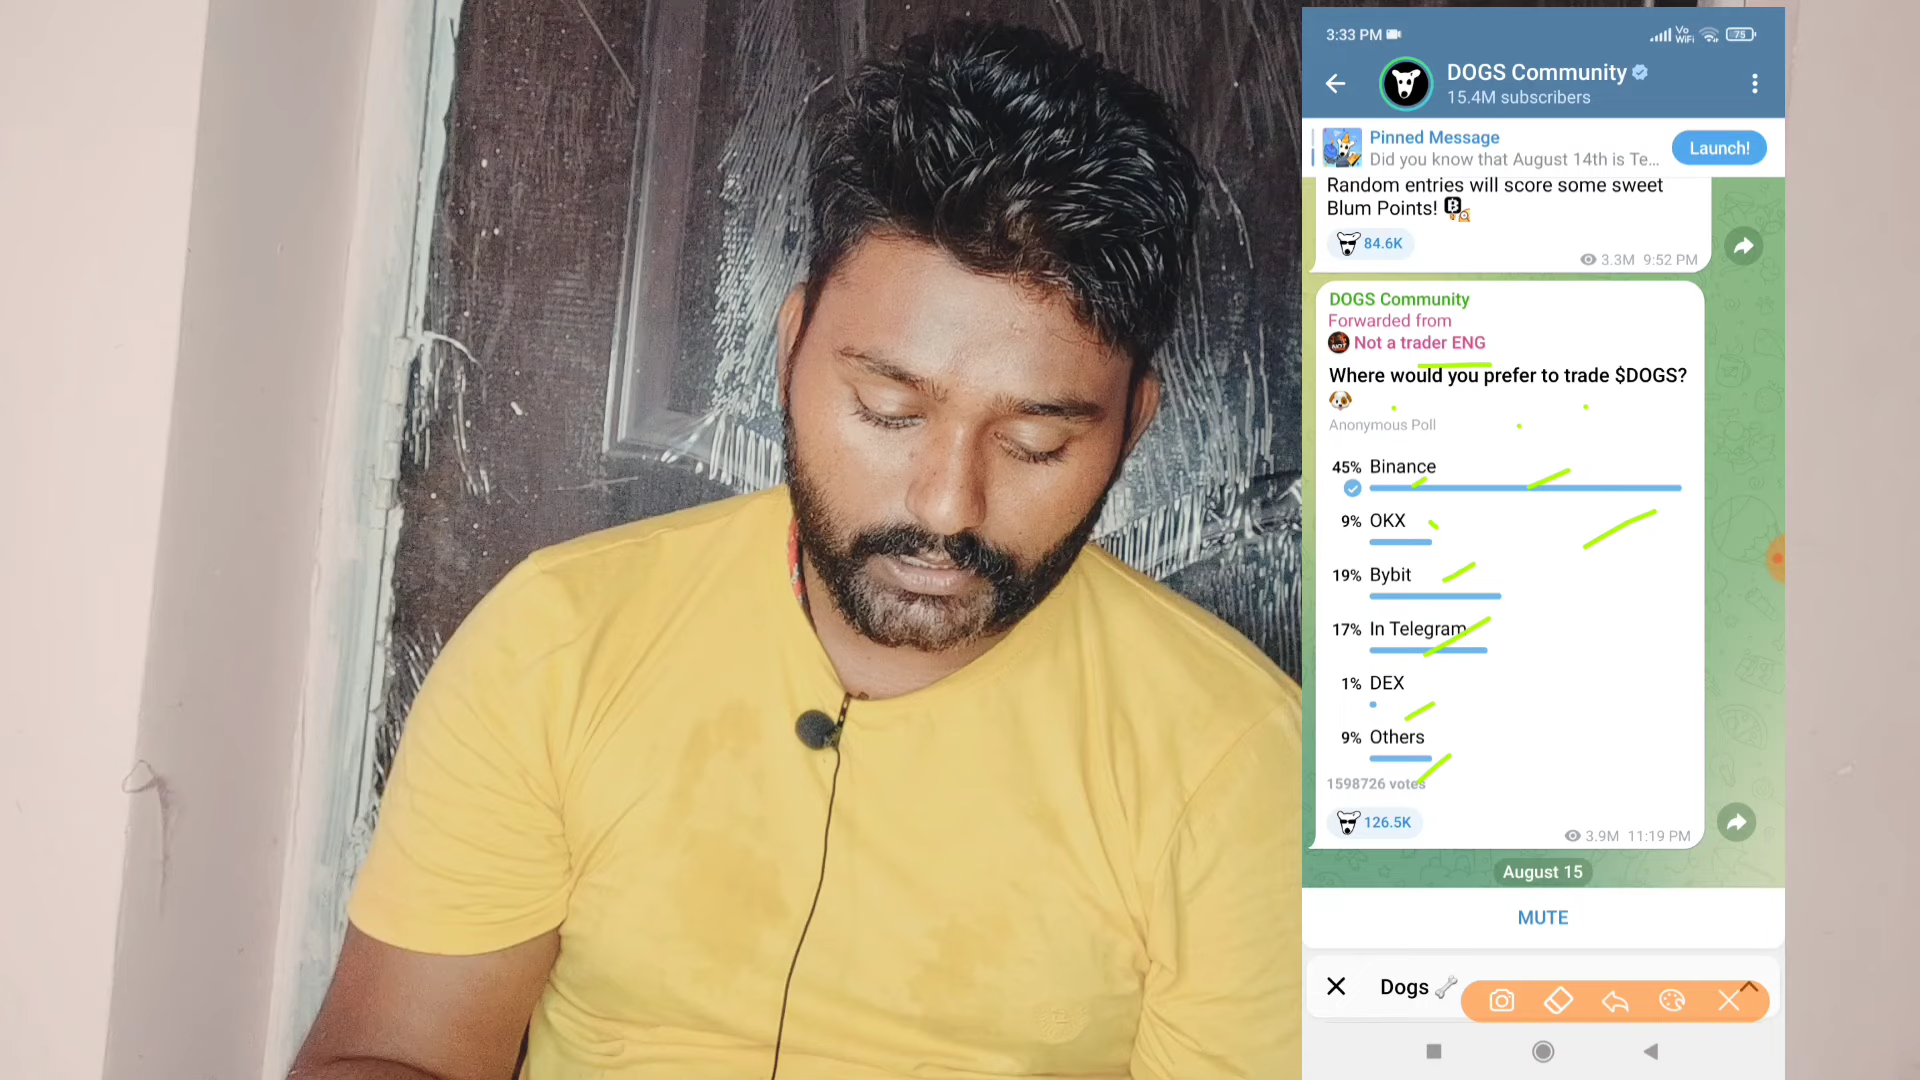 3:33 PM
Vo
WiFi
75
DOGS Community
15.4M subscribers
Pinned Message
Did you know that August 14th is Te...
Launch!
Random entries will score some sweet
Blum Points!
84.6K
3.3M 9:52 PM
DOGS Community
Forwarded from
Not a trader ENG
Where would you prefer to trade $DOGS?
Anonymous Poll
45% Binance
9% OKX
19% Bybit
17% In Telegram
1% DEX
9% Others
1598726 votes
126.5K
3.9M 11:19 PM
August 15
MUTE
Dogs